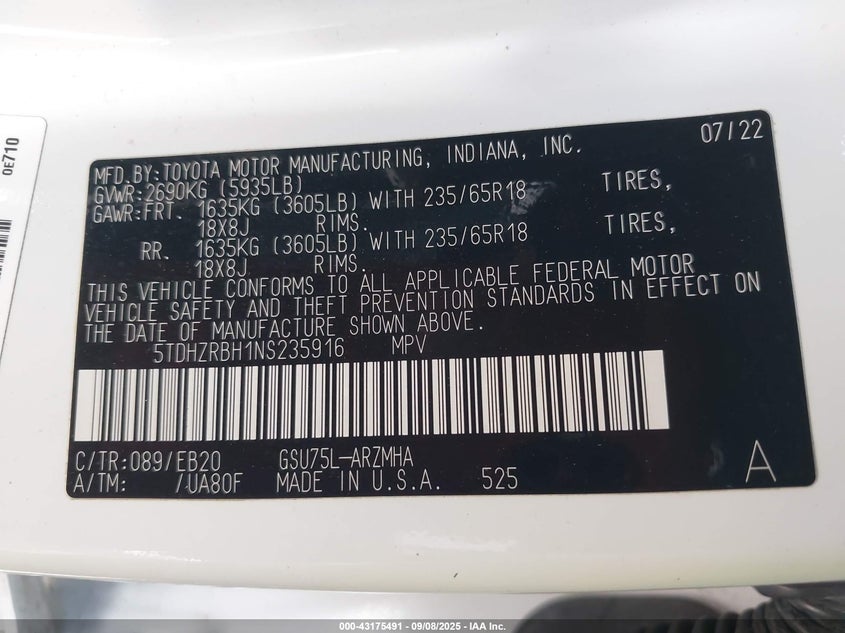 0E710
07/22
MFD.BY:TOYOTA MOTOR MANUFACTURING, INDIANA, INC.
GVWR:2690KG (5935LB)
GAWR:FRT. 1635KG (3605LB) WITH 235/65R18 TIRES,
18X8J RIMS.
RR. 1635KG (3605LB) WITH 235/65R18 TIRES,
18X8J RIMS.
THIS VEHICLE CONFORMS TO ALL APPLICABLE FEDERAL MOTOR
VEHICLE SAFETY AND THEFT PREVENTION STANDARDS IN EFFECT ON
THE DATE OF MANUFACTURE SHOWN ABOVE.
5TDHZRBH1NS235916 MPV
C/TR:089/EB20 GSU75L-ARZMHA
A/TM: /UA80F MADE IN U.S.A. 525 A
000-43175491 - 09/08/2025 - IAA Inc.